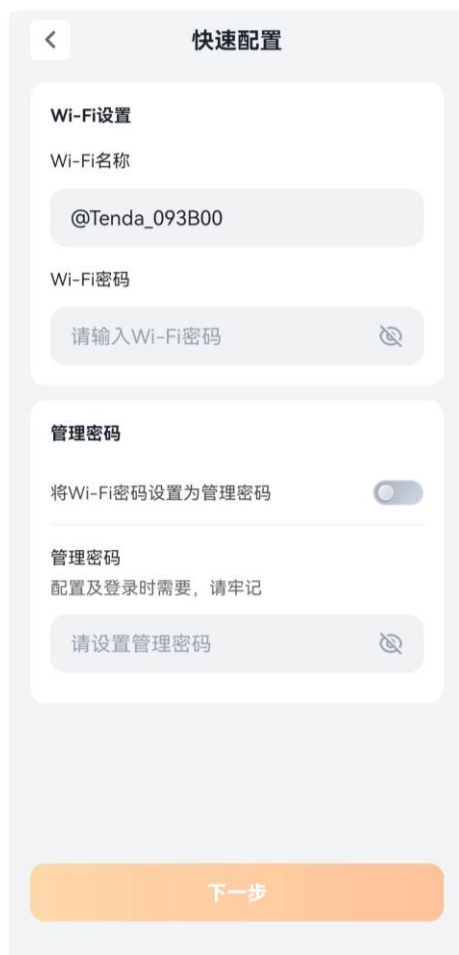 快速配置
Wi-Fi设置
Wi-Fi名称
@Tenda_093B00
Wi-Fi密码
请输入Wi-Fi密码
管理密码
将Wi-Fi密码设置为管理密码
管理密码
配置及登录时需要，请牢记
请设置管理密码
下一步